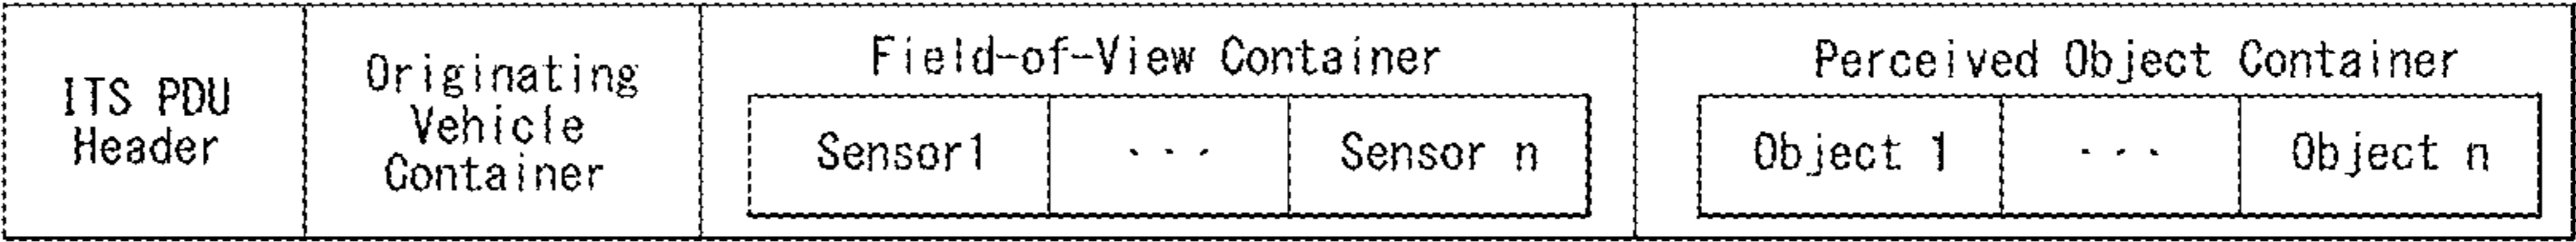 ITS PDU
Header
Originating
Vehicle
Container
Field-of-View Container
Sensor1
...
Sensor n
Perceived Object Container
Object 1
...
Object n